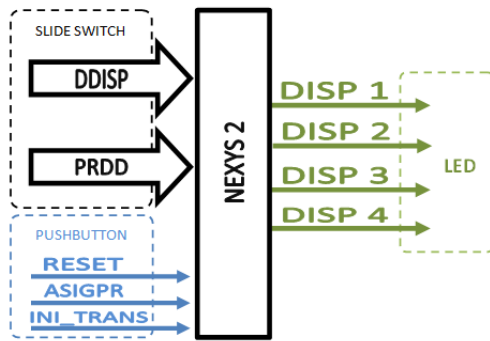 SLIDE SWITCH
DDISP
PRDD
PUSHBUTTON
RESET
ASIGPR
INI_TRANS
NEXYS 2
DISP 1
DISP 2
DISP 3
DISP 4
LED